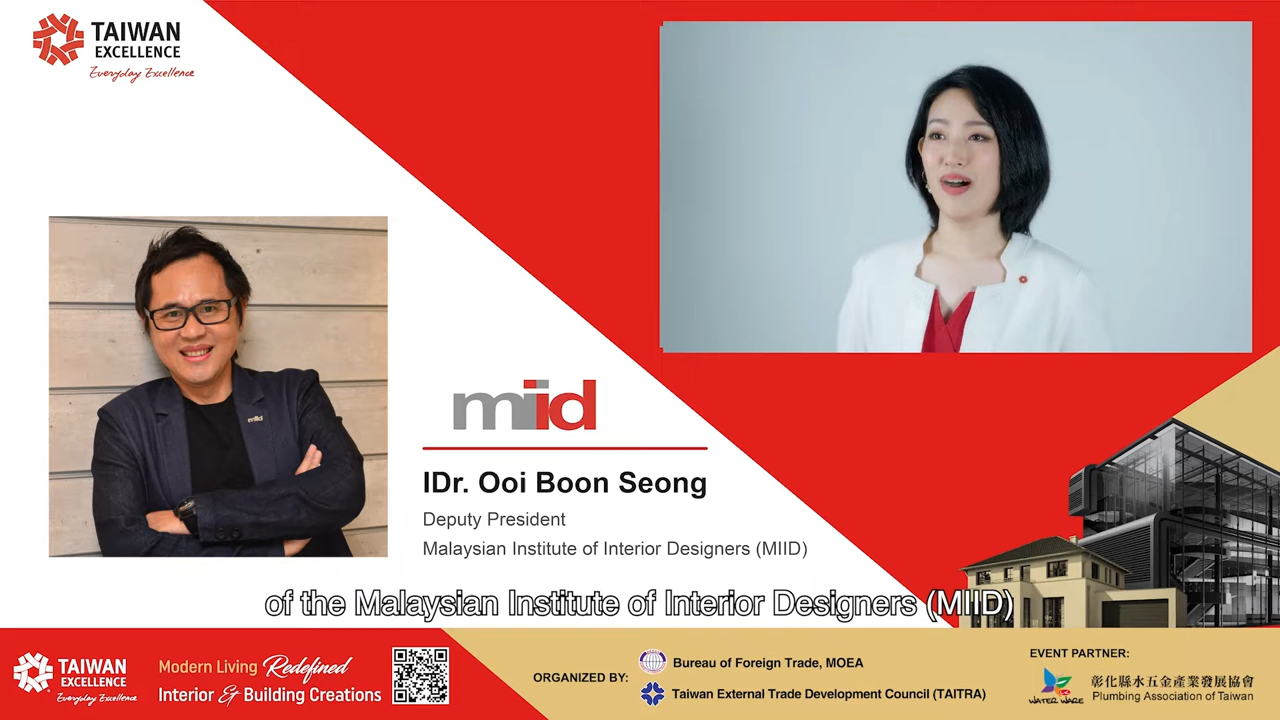 TAIWAN
EXCELLENCE
Everyday Excellence
miid
miid
IDr. Ooi Boon Seong
Deputy President
Malaysian Institute of Interior Designers (MIID)
of the Malaysian Institute of Interior Designers (MIID)
TAIWAN
EXCELLENCE
Everyday Excellence
Modern Living Redefined
Interior & Building Creations
ORGANIZED BY:
Bureau of Foreign Trade, MOEA
Taiwan External Trade Development Council (TAITRA)
EVENT PARTNER:
WATER WARE
彰化縣水五金產業發展協會
Plumbing Association of Taiwan